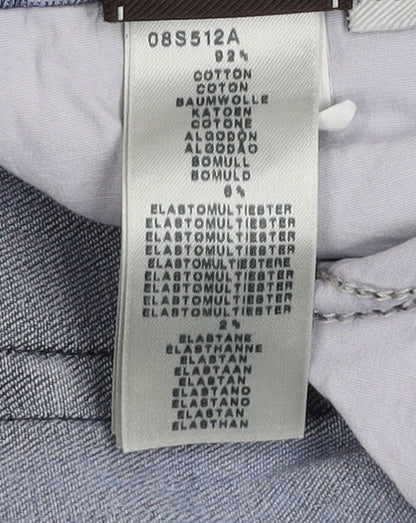 08S512A
92%
COTTON
COTON
BAUMWOLLE
KATOEN
COTONE
ALGODÓN
ALGODÃO
BOMULL
BOMULD
6%
ELASTOMULTIESTER
ELASTOMULTIESTER
ELASTOMULTIESTER
ELASTOMULTIESTER
ELASTOMULTIESTERE
ELASTOMULTIESTER
ELASTOMULTIESTER
ELASTOMULTIESTER
ELASTOMULTIESTER
2%
ELASTANE
ÉLASTHANNE
ELASTAN
ELASTAAN
ELASTAN
ELASTANO
ELASTANO
ELASTAN
ELASTHAN